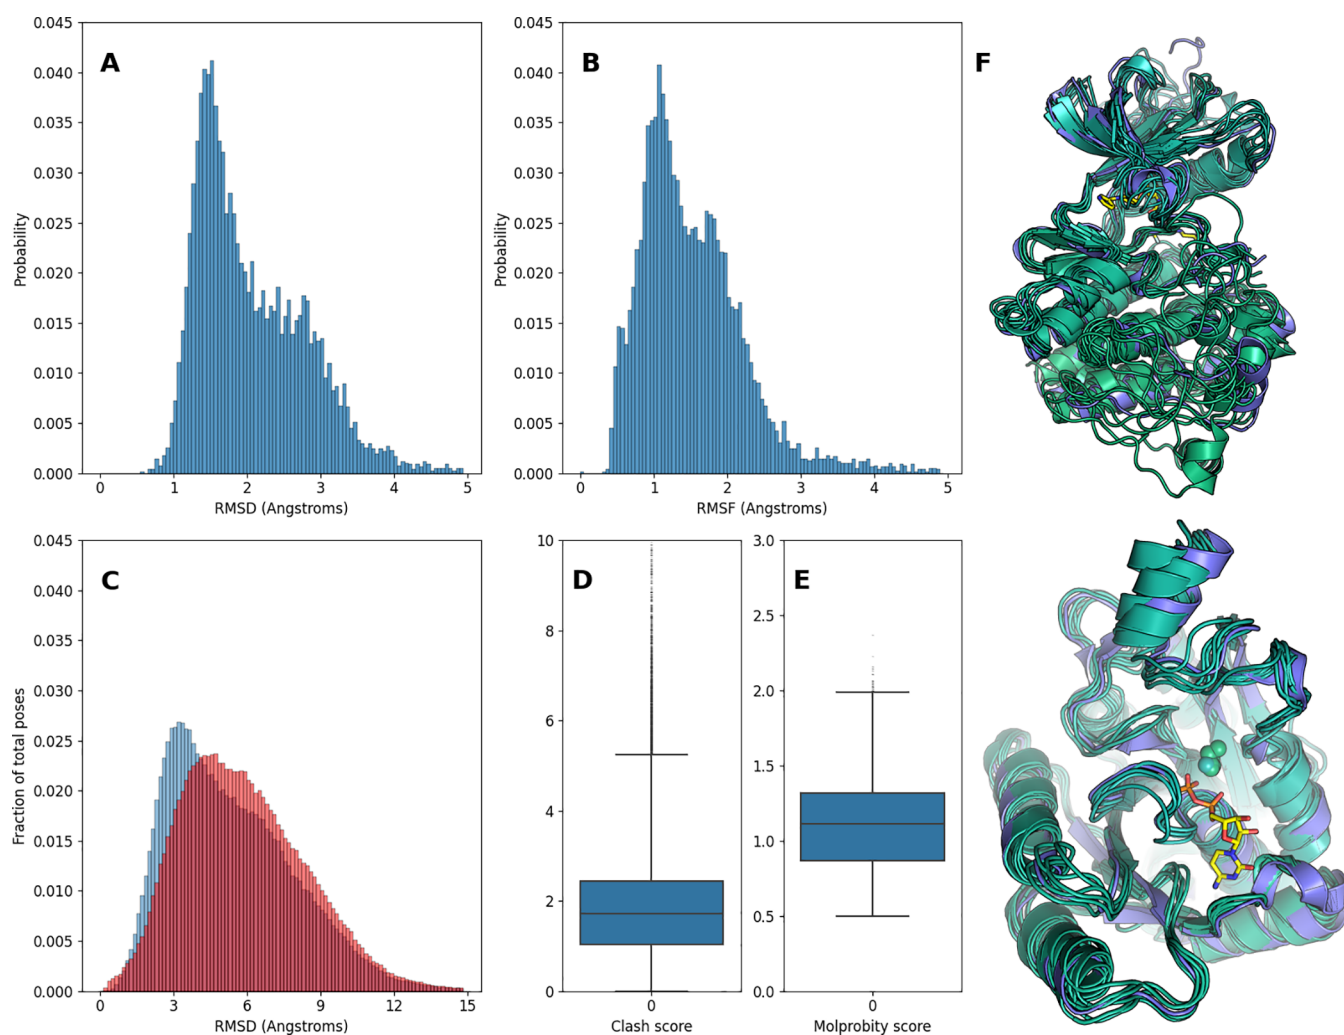 A
0.045
0.040
0.035
0.030
0.025
0.020
0.015
0.010
0.005
0.000
Probability
0 1 2 3 4 5
RMSD (Angstroms)
B
0.045
0.040
0.035
0.030
0.025
0.020
0.015
0.010
0.005
0.000
Probability
0 1 2 3 4 5
RMSF (Angstroms)
F
C
0.045
0.040
0.035
0.030
0.025
0.020
0.015
0.010
0.005
0.000
Fraction of total poses
0 3 6 9 12 15
RMSD (Angstroms)
D
10
8
6
4
2
0
0
Clash score
E
3.0
2.5
2.0
1.5
1.0
0.5
0.0
0
Molprobity score